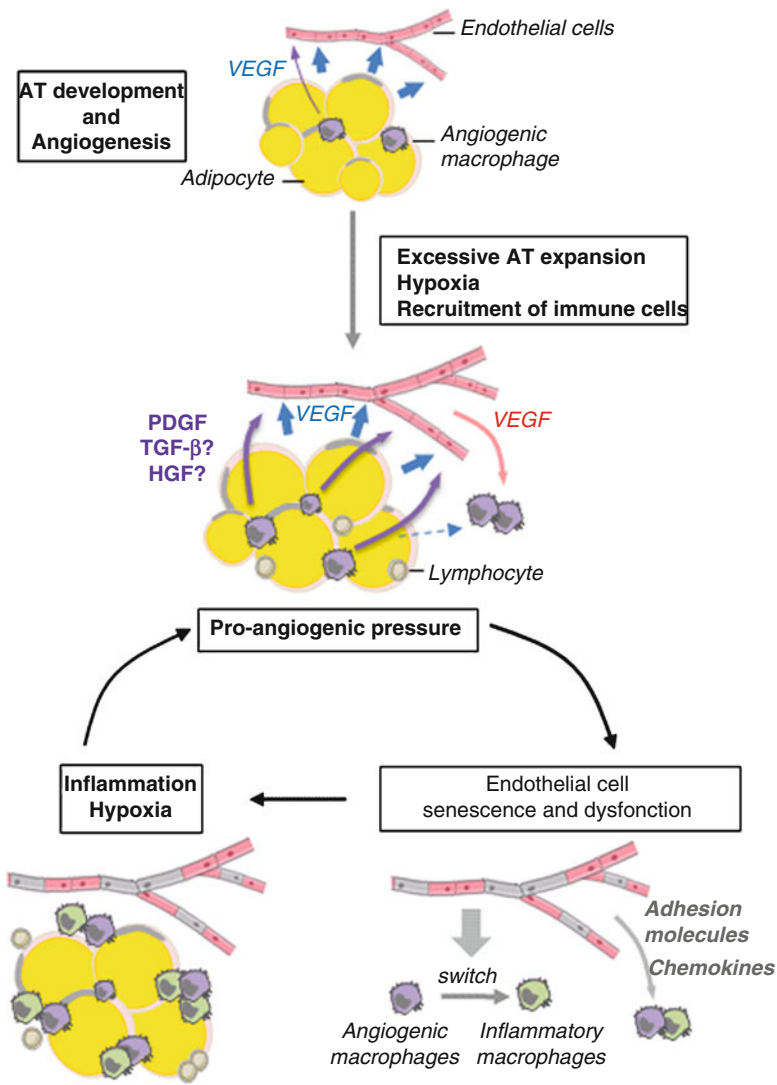 Endothelial cells
VEGF
AT development
and
Angiogenesis
Angiogenic
macrophage
Adipocyte
Excessive AT expansion
Hypoxia
Recruitment of immune cells
PDGF
TGF-β?
HGF?
VEGF
VEGF
Lymphocyte
Pro-angiogenic pressure
Inflammation
Hypoxia
Endothelial cell
senescence and dysfonction
Adhesion
molecules
Chemokines
switch
Angiogenic
macrophages
Inflammatory
macrophages